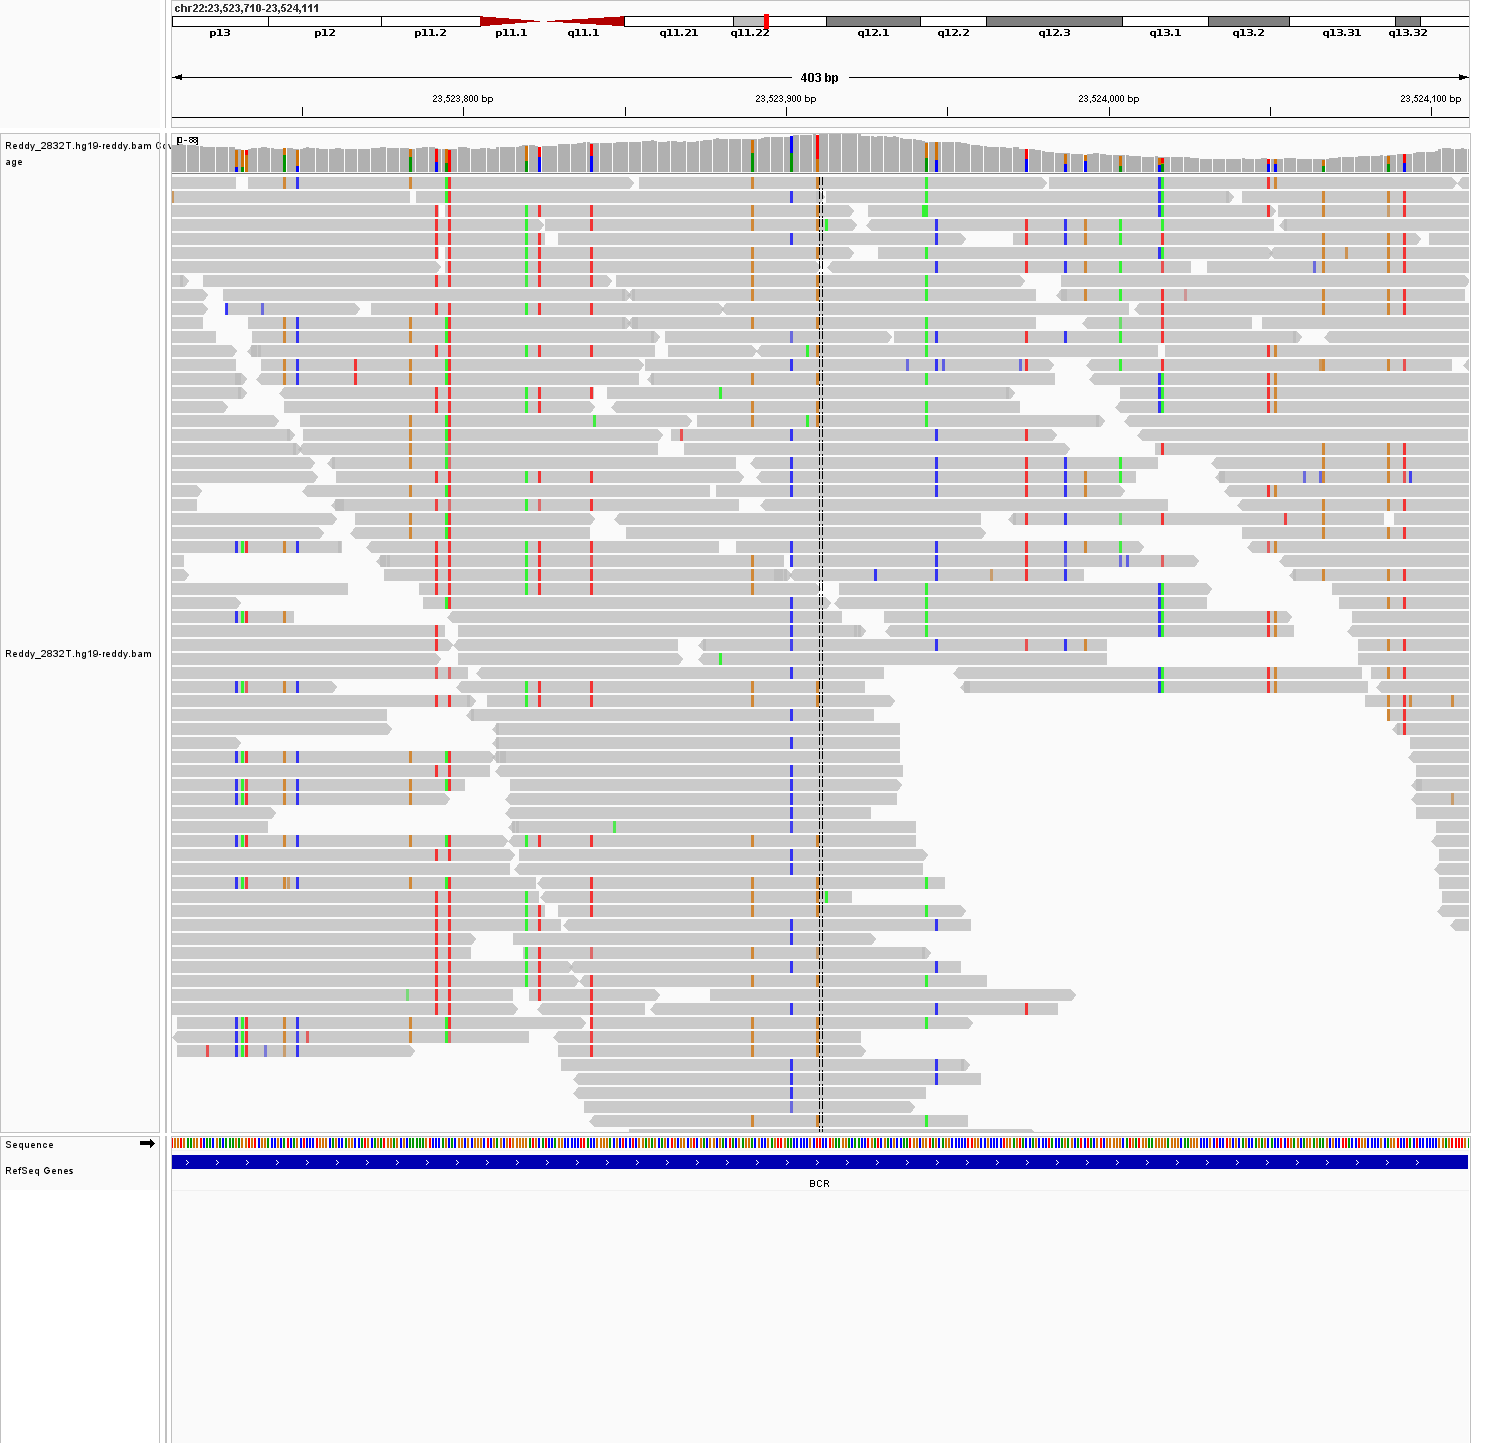 chr22:23,523,710-23,524,111
p13 p12 p11.2 p11.1 q11.1 q11.21 q11.22 q12.1 q12.2 q12.3 q13.1 q13.2 q13.31 q13.32
403 bp
23,523,800 bp 23,523,900 bp 23,524,000 bp 23,524,100 bp
Reddy_2832T.hg19-reddy.bam
age
Reddy_2832T.hg19-reddy.bam
Sequence
RefSeq Genes
BCR